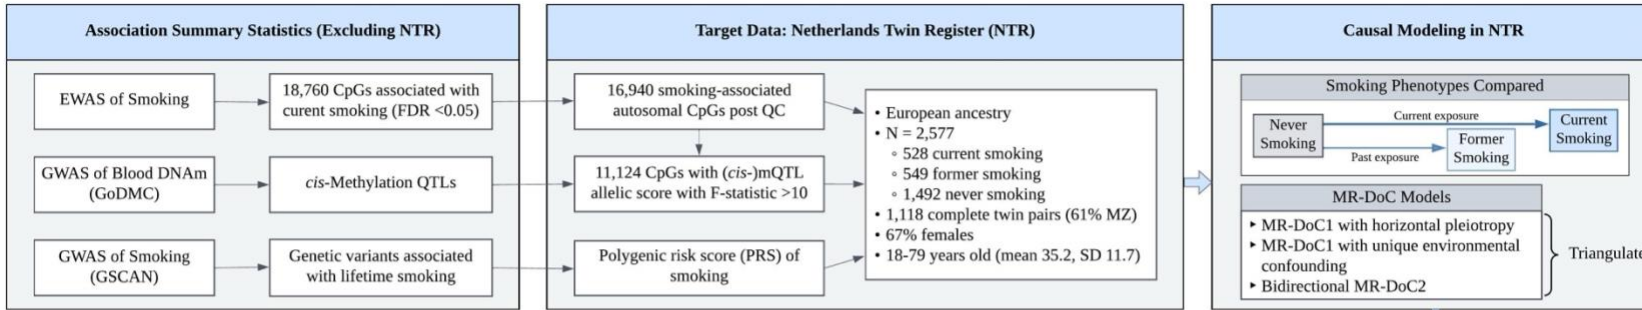 Association Summary Statistics (Excluding NTR)
EWAS of Smoking
18,760 CpGs associated with
curent smoking (FDR <0.05)
GWAS of Blood DNAm
(GoDMC)
cis-Methylation QTLs
GWAS of Smoking
(GSCAN)
Genetic variants associated
with lifetime smoking
Target Data: Netherlands Twin Register (NTR)
16,940 smoking-associated
autosomal CpGs post QC
11,124 CpGs with (cis-)mQTL
allelic score with F-statistic >10
Polygenic risk score (PRS) of
smoking
• European ancestry
• N = 2,577
◦ 528 current smoking
◦ 549 former smoking
◦ 1,492 never smoking
• 1,118 complete twin pairs (61% MZ)
• 67% females
• 18-79 years old (mean 35.2, SD 11.7)
Causal Modeling in NTR
Smoking Phenotypes Compared
Never
Smoking
Current exposure
Past exposure
Former
Smoking
Current
Smoking
MR-DoC Models
‣ MR-DoC1 with horizontal pleiotropy
‣ MR-DoC1 with unique environmental
confounding
‣ Bidirectional MR-DoC2
Triangulate